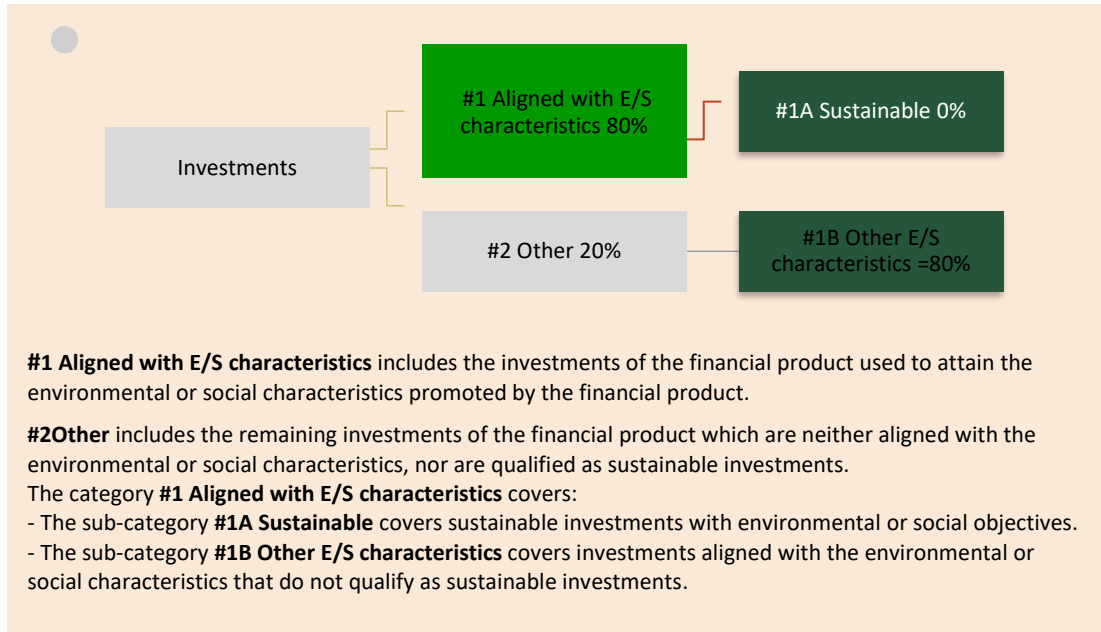 #1 Aligned with E/S
characteristics 80%
#1A Sustainable 0%
Investments
#2 Other 20%
#1B Other E/S
characteristics =80%
#1 Aligned with E/S characteristics includes the investments of the financial product used to attain the
environmental or social characteristics promoted by the financial product.
#2Other includes the remaining investments of the financial product which are neither aligned with the
environmental or social characteristics, nor are qualified as sustainable investments.
The category #1 Aligned with E/S characteristics covers:
- The sub-category #1A Sustainable covers sustainable investments with environmental or social objectives.
- The sub-category #1B Other E/S characteristics covers investments aligned with the environmental or
social characteristics that do not qualify as sustainable investments.